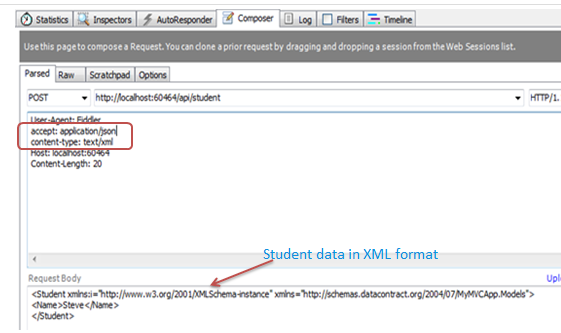 Statistics Inspectors AutoResponder Composer Log Filters Timeline
Use this page to compose a Request. You can clone a prior request by dragging and dropping a session from the Web Sessions list.
Parsed Raw Scratchpad Options
POST http://localhost:60464/api/student HTTP/1.
User-Agent: Fiddler
accept: application/json
content-type: text/xml
Host: localhost:60464
Content-Length: 20
Student data in XML format
Request Body Uplo
<Student xmlns:i="http://www.w3.org/2001/XMLSchema-instance" xmlns="http://schemas.datacontract.org/2004/07/MyMVCApp.Models">
<Name>Steve</Name>
</Student>